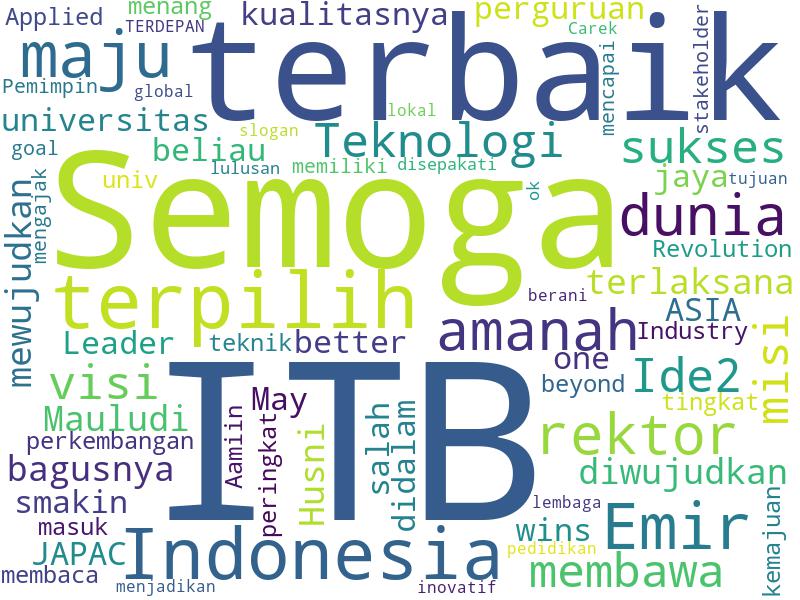 Applied
menang
TERDEPAN
kualitasnya
perguruan
Carek
maju
terbaik
mencapai
stakeholder
Pemimpin
global
lokal
universitas
slogan
Teknologi
goal
beliau
lulusan
memiliki
disepakati
sukses
mengajak
univ
Semoga
ok
jaya
tujuan
mewujudkan
dunia
Revolution
terpilih
berani
terlaksana
ASIA
amanah
Industry
Leader
teknik
better
one
misi
visi
beyond
Ide2
May
tingkat
Mauludi
Aamiin
peringkat
Husni
ITB
salah
didalam
rektor
perkembangan
bagusnya
diwujudkan
smakin
lembaga
kemajuan
masuk
Indonesia
wins
Emir
JAPAC
pedidikan
membaca
menjadikan
inovatif
membawa